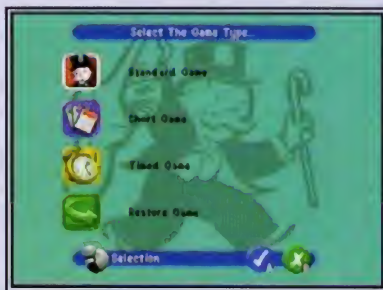 Select The Game Type...
Standard Game
Short Game
Timed Game
Restore Game
Selection